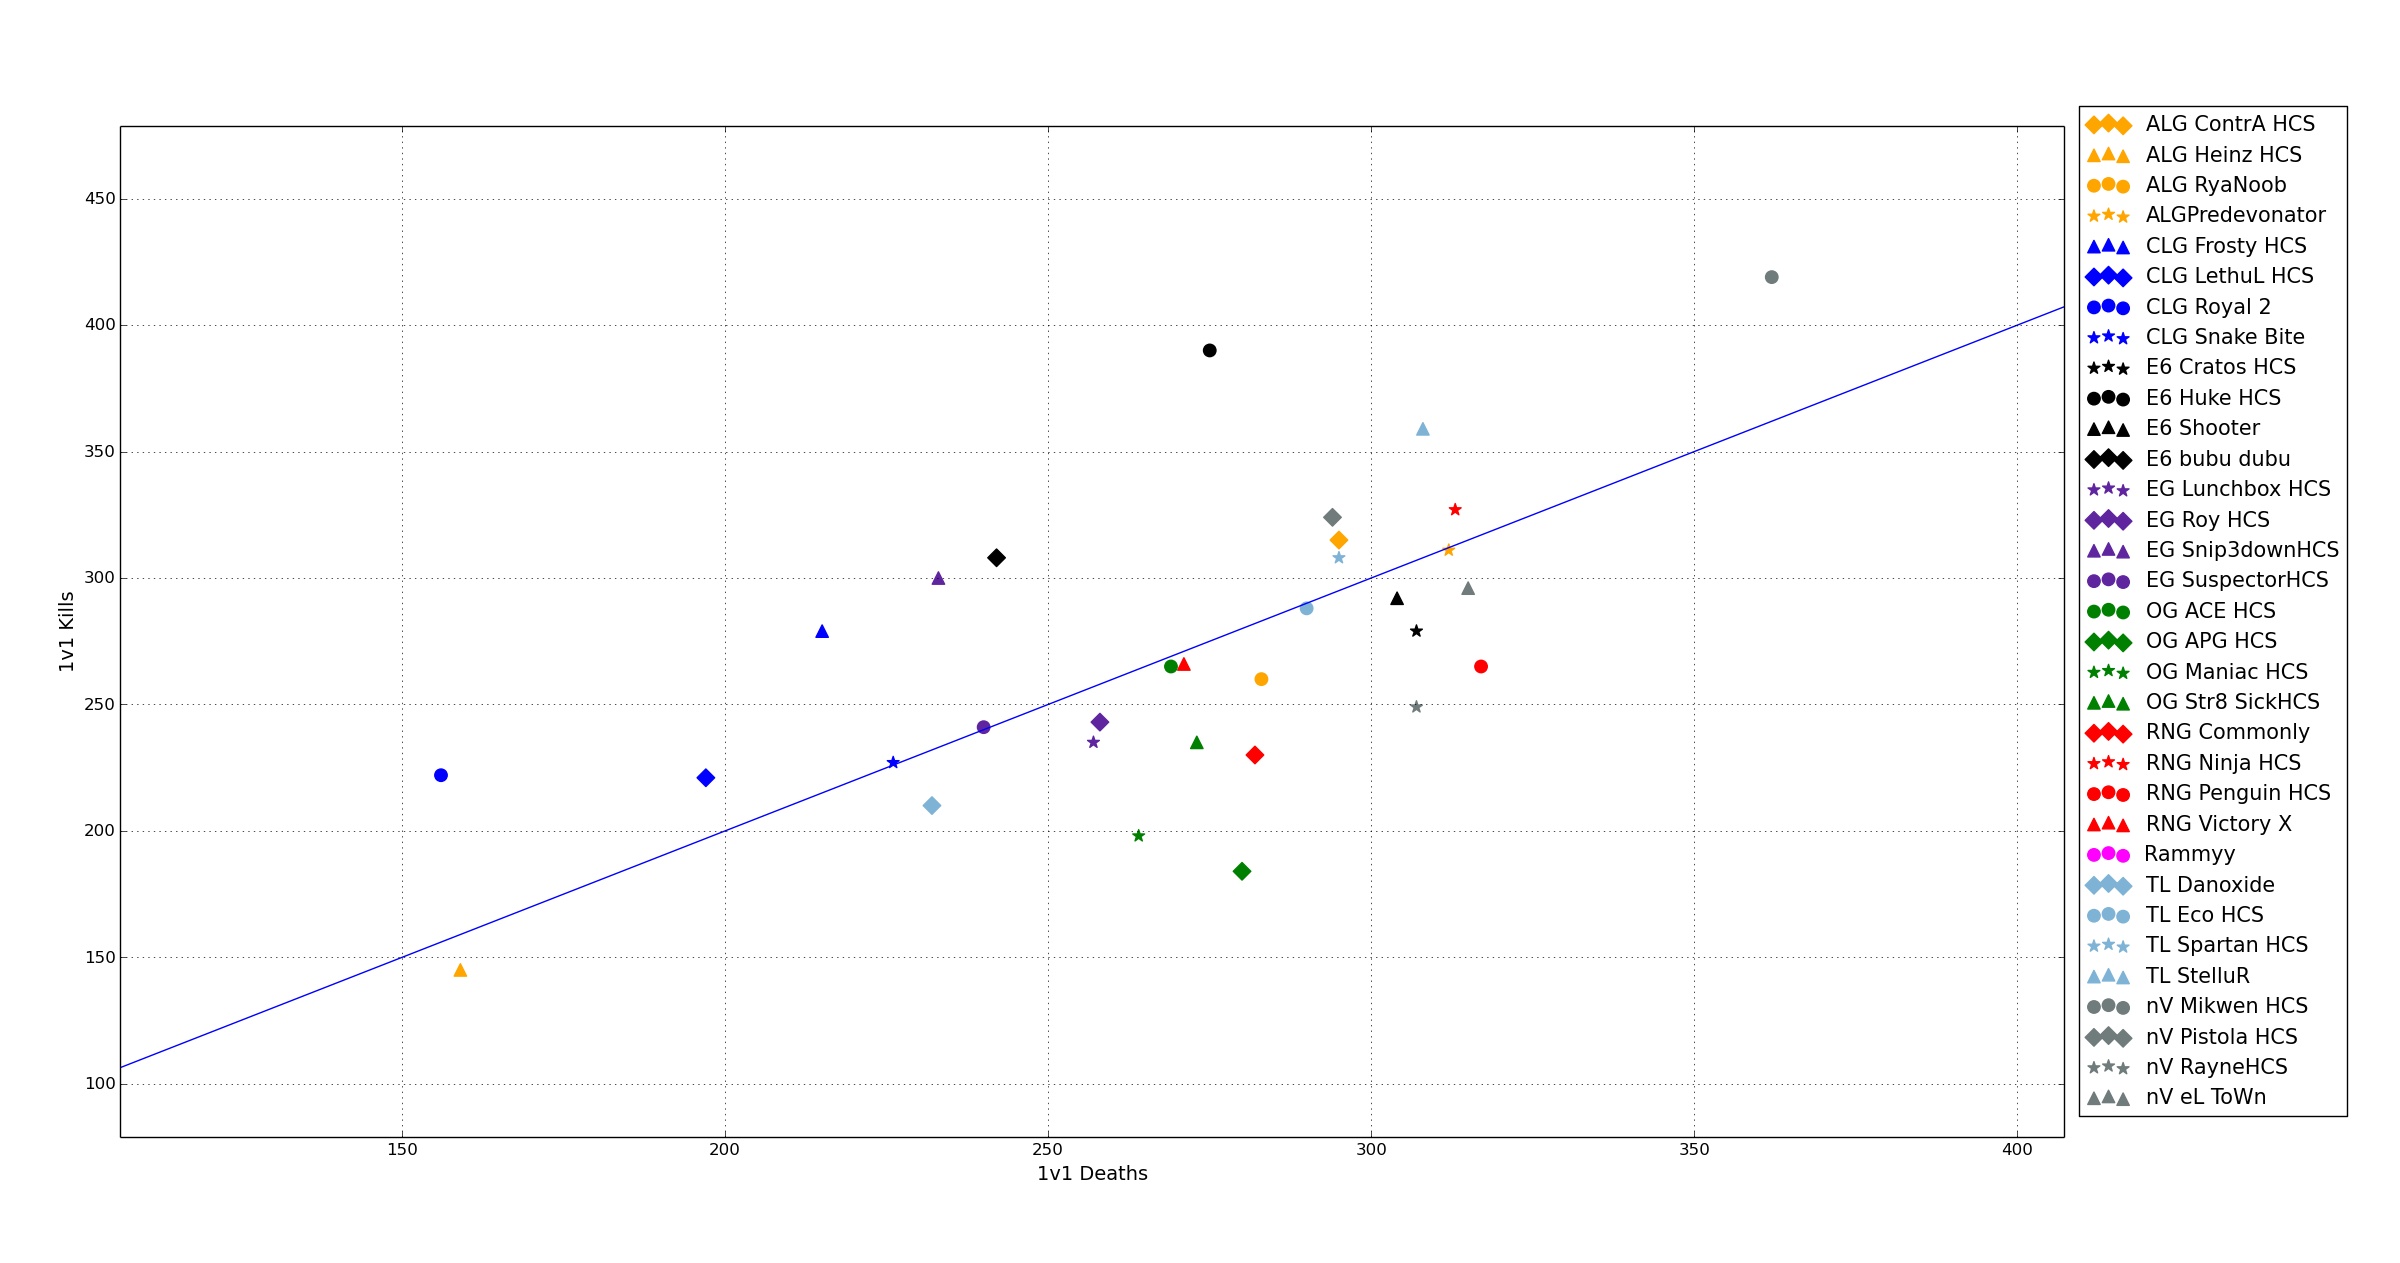 450
400
350
300
250
200
150
100
1v1 Kills
150
200
250
300
350
400
1v1 Deaths
ALG ContrA HCS
ALG Heinz HCS
ALG RyaNoob
ALGPredevonator
CLG Frosty HCS
CLG LethuL HCS
CLG Royal 2
CLG Snake Bite
E6 Cratos HCS
E6 Huke HCS
E6 Shooter
E6 bubu dubu
EG Lunchbox HCS
EG Roy HCS
EG Snip3downHCS
EG SuspectorHCS
OG ACE HCS
OG APG HCS
OG Maniac HCS
OG Str8 SickHCS
RNG Commonly
RNG Ninja HCS
RNG Penguin HCS
RNG Victory X
Rammyy
TL Danoxide
TL Eco HCS
TL Spartan HCS
TL StelluR
nV Mikwen HCS
nV Pistola HCS
nV RayneHCS
nV eL ToWn